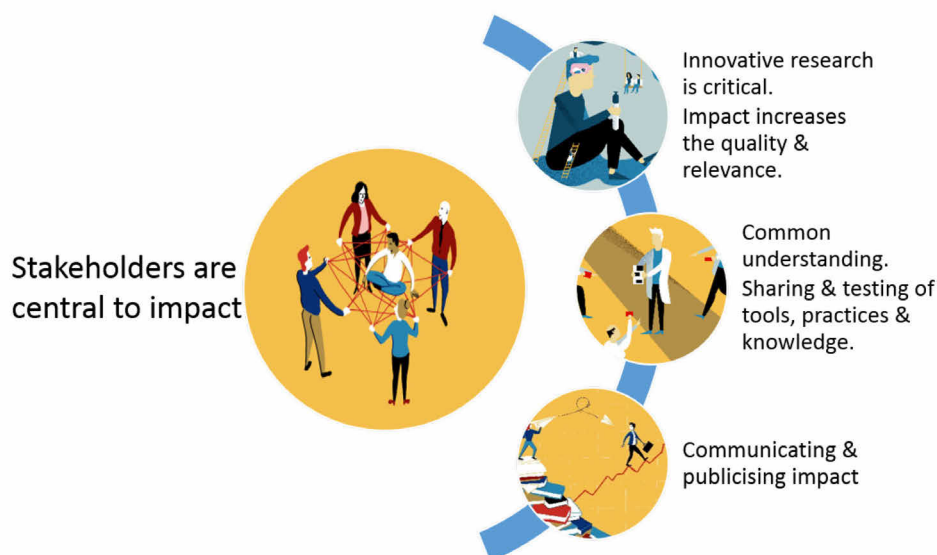 Stakeholders are
central to impact
Innovative research
is critical.
Impact increases
the quality &
relevance.
Common
understanding.
Sharing & testing of
tools, practices &
knowledge.
Communicating &
publicising impact